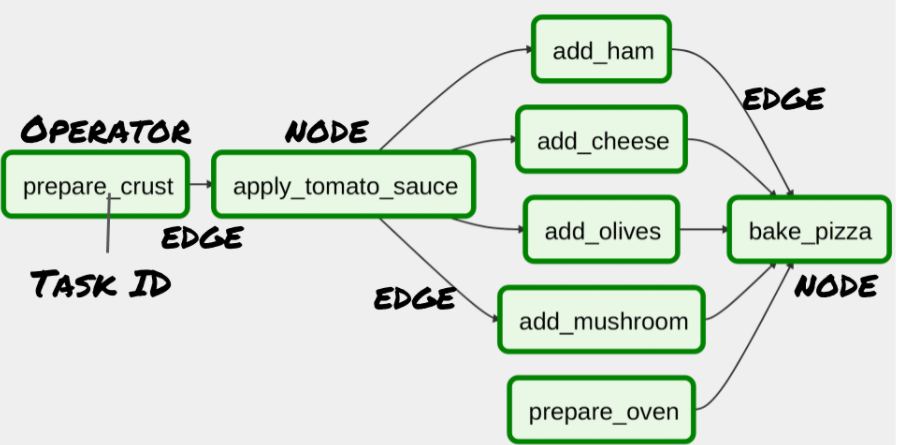 add_ham
EDGE
OPERATOR
NODE
add_cheese
prepare_crust
apply_tomato_sauce
EDGE
add_olives
bake_pizza
TASK ID
EDGE
NODE
add_mushroom
prepare_oven